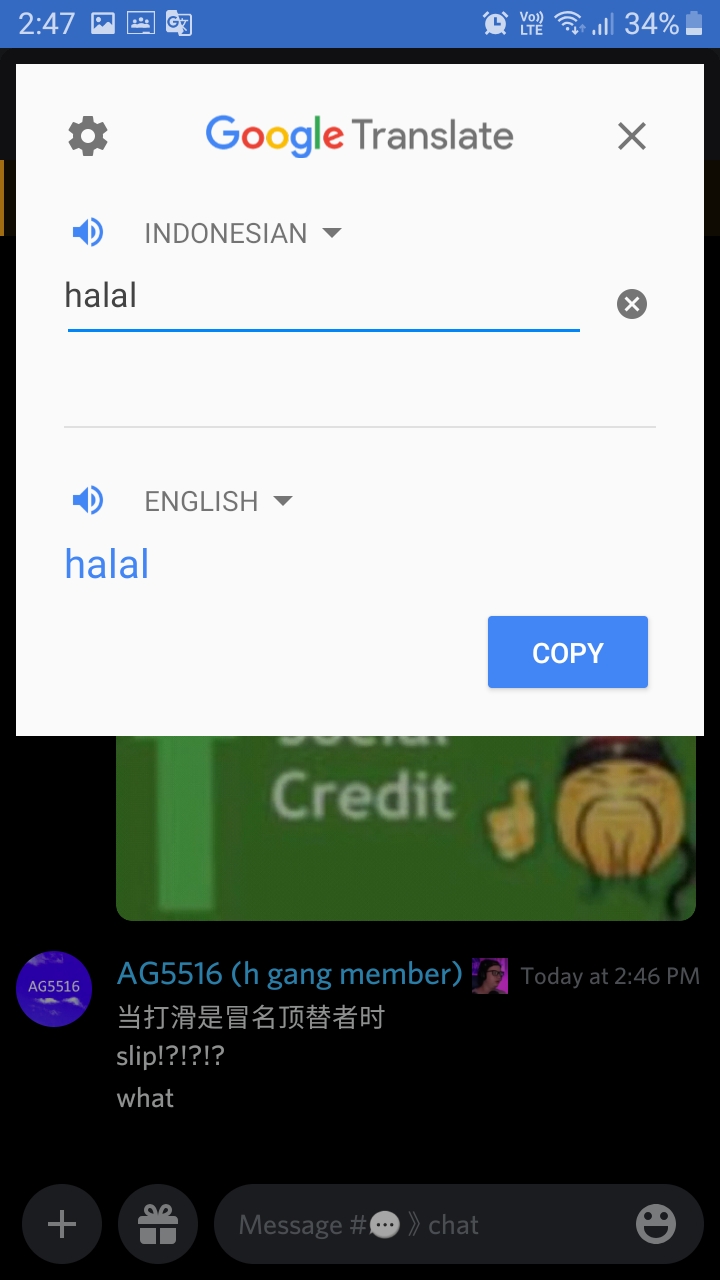 2:47
Vo)) LTE 34%
Google Translate
INDONESIAN
halal
ENGLISH
halal
COPY
Social
Credit
AG5516
AG5516 (h gang member) Today at 2:46 PM
当打滑是冒名顶替者时
slip!?!?!?
what
Message # 》chat